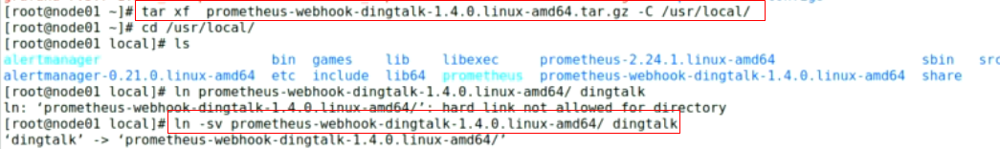 [root@node01 ~]# tar xf  prometheus-webhook-dingtalk-1.4.0.linux-amd64.tar.gz -C /usr/local/
[root@node01 ~]# cd /usr/local/
[root@node01 local]# ls
alertmanager                      bin  games    lib    libexec     prometheus-2.24.1.linux-amd64                  sbin   src
alertmanager-0.21.0.linux-amd64  etc  include  lib64  prometheus  prometheus-webhook-dingtalk-1.4.0.linux-amd64  share
[root@node01 local]# ln prometheus-webhook-dingtalk-1.4.0.linux-amd64/ dingtalk
ln: ‘prometheus-webhook-dingtalk-1.4.0.linux-amd64/’: hard link not allowed for directory
[root@node01 local]# ln -sv prometheus-webhook-dingtalk-1.4.0.linux-amd64/ dingtalk
‘dingtalk’ -> ‘prometheus-webhook-dingtalk-1.4.0.linux-amd64/’